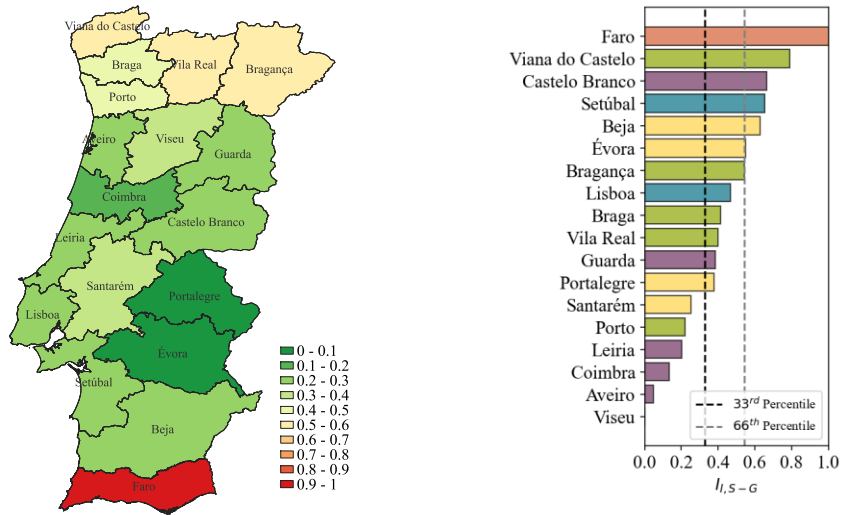 Viana do Castelo
Braga
Vila Real
Bragança
Porto
Aveiro
Viseu
Guarda
Coimbra
Castelo Branco
Leiria
Santarém
Portalegre
Lisboa
Évora
Setúbal
Beja
Faro
0 - 0.1
0.1 - 0.2
0.2 - 0.3
0.3 - 0.4
0.4 - 0.5
0.5 - 0.6
0.6 - 0.7
0.7 - 0.8
0.8 - 0.9
0.9 - 1
Faro
Viana do Castelo
Castelo Branco
Setúbal
Beja
Évora
Bragança
Lisboa
Braga
Vila Real
Guarda
Portalegre
Santarém
Porto
Leiria
Coimbra
Aveiro
Viseu
33rd Percentile
66th Percentile
0.0 0.2 0.4 0.6 0.8 1.0
I_{I,S-G}